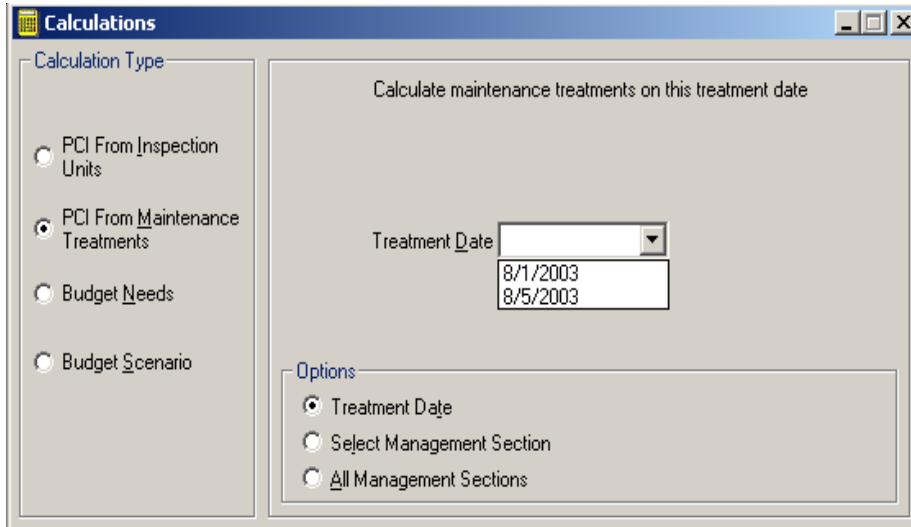 Calculations
Calculation Type
PCI From Inspection
Units
PCI From Maintenance
Treatments
Budget Needs
Budget Scenario
Calculate maintenance treatments on this treatment date
Treatment Date
8/1/2003
8/5/2003
Options
Treatment Date
Select Management Section
All Management Sections